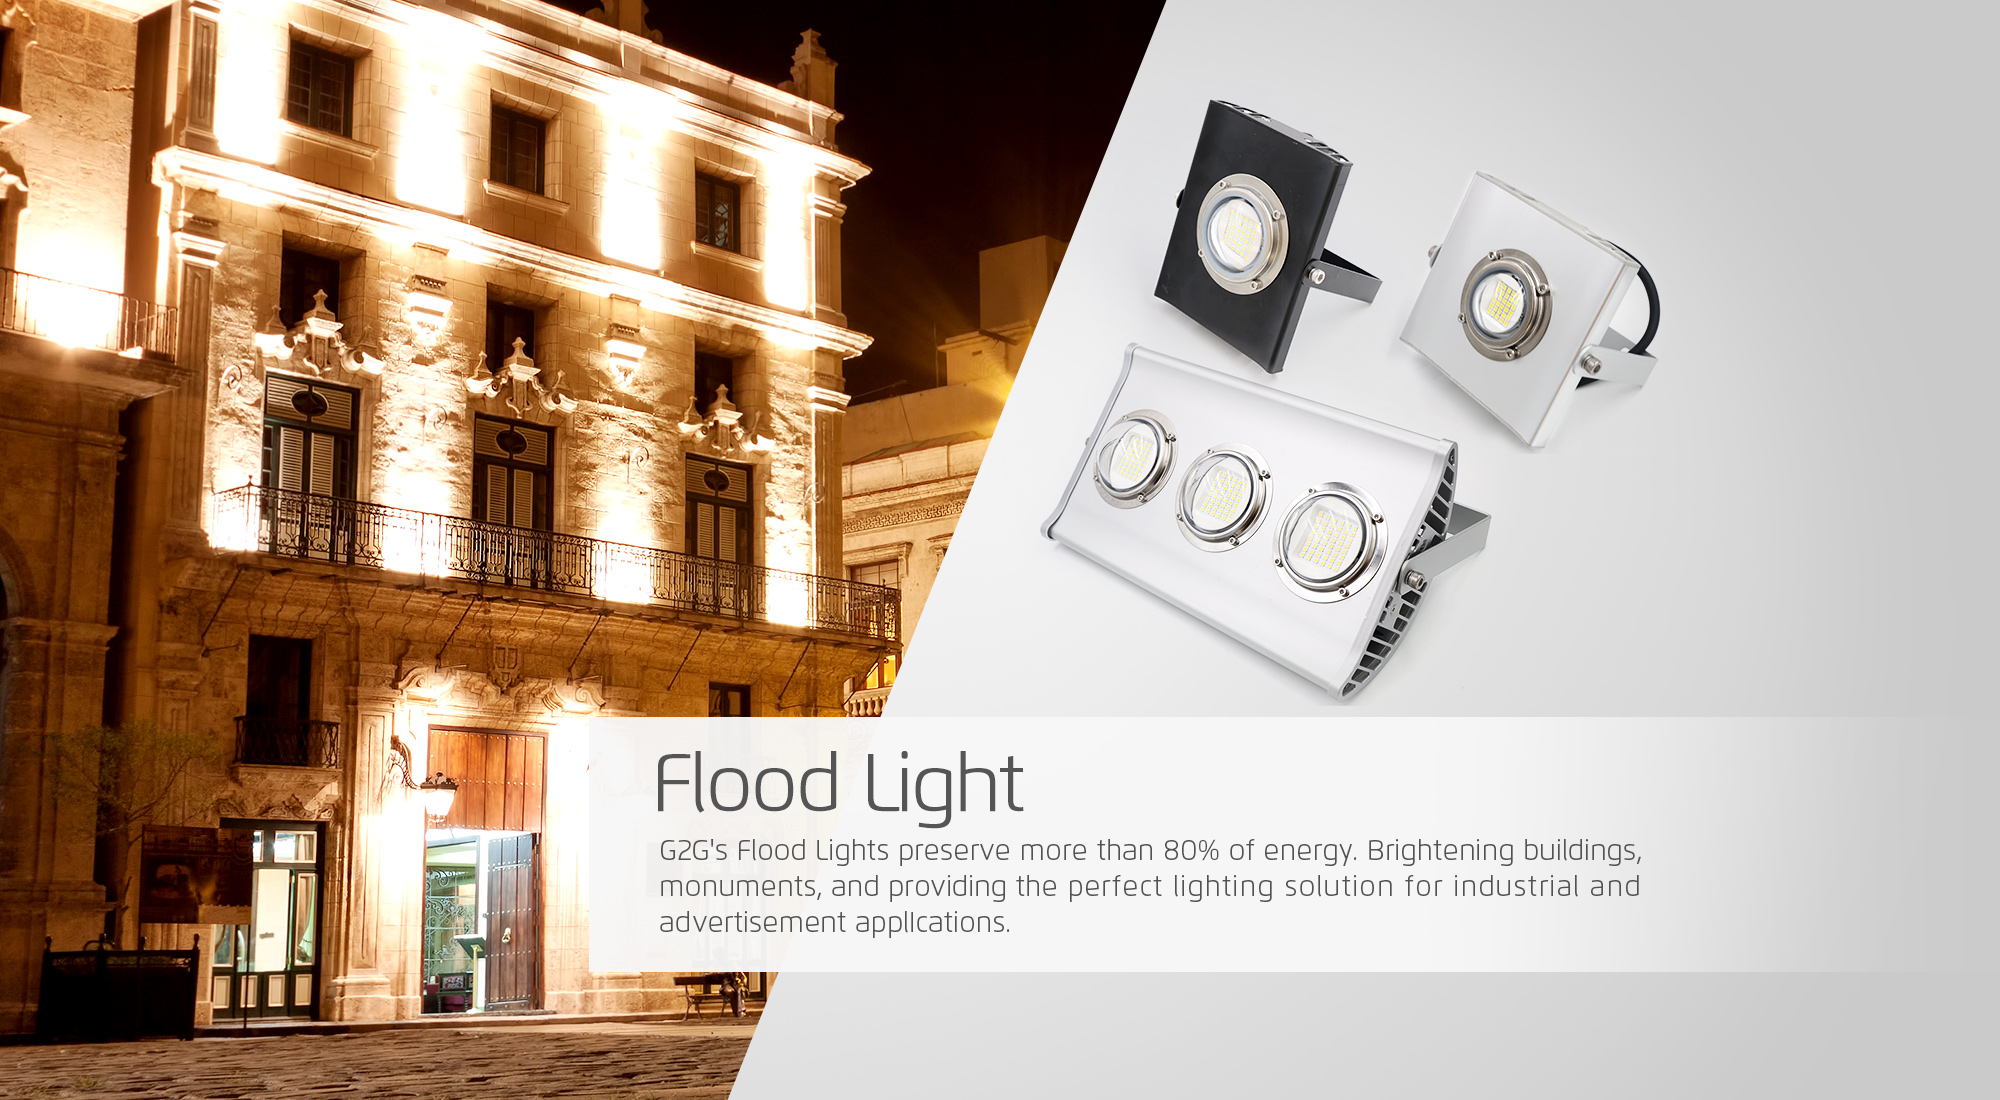 Flood Light
G2G's Flood Lights preserve more than 80% of energy. Brightening buildings,
monuments, and providing the perfect lighting solution for industrial and
advertisement applications.